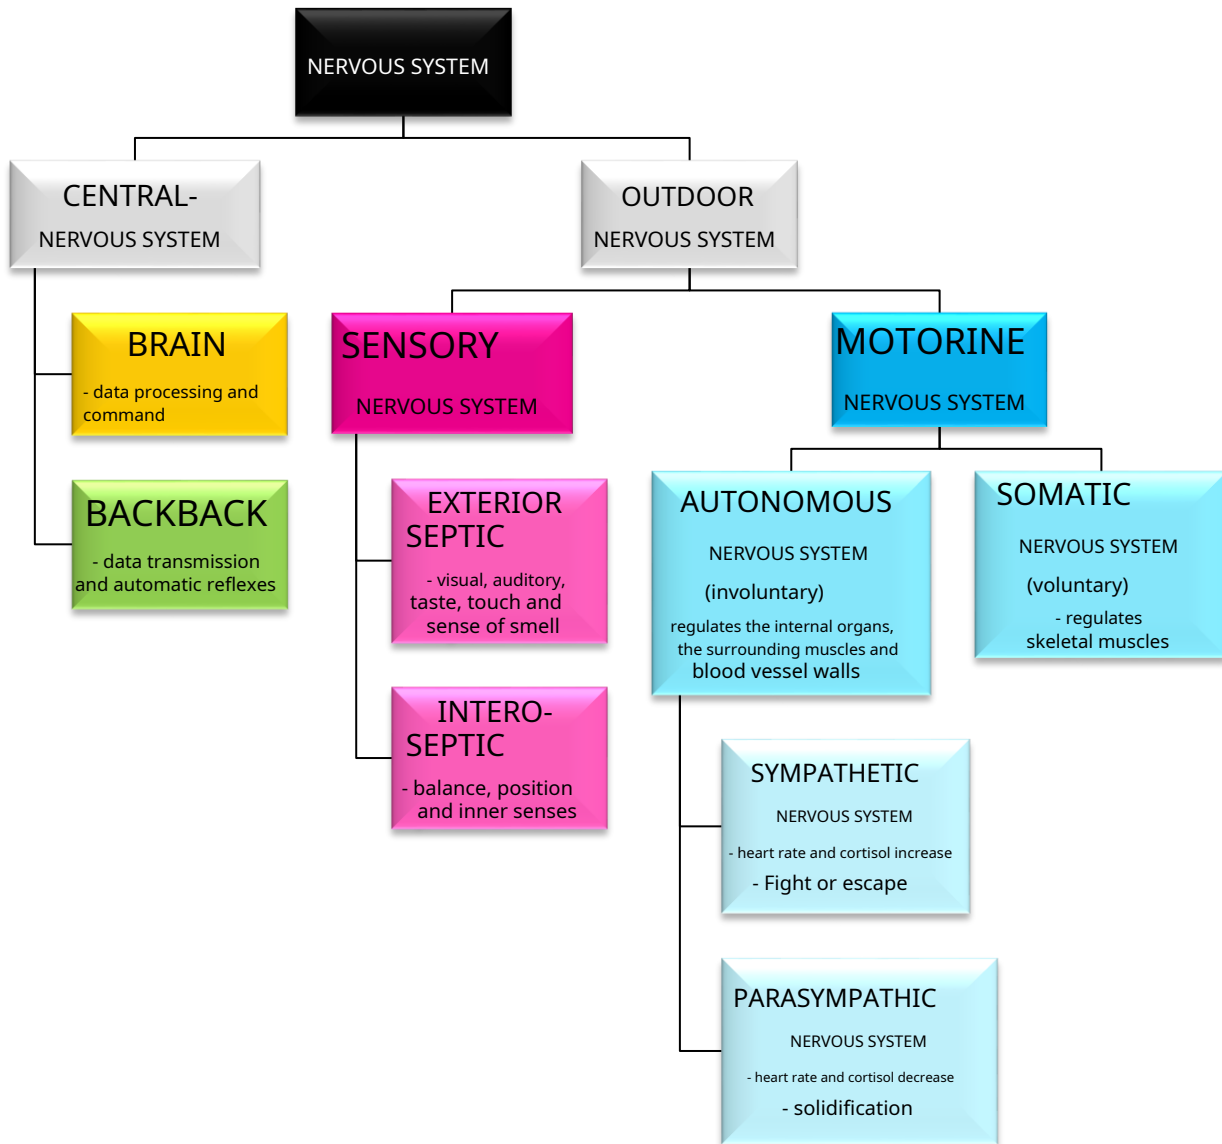 NERVOUS SYSTEM
CENTRAL-
NERVOUS SYSTEM
OUTDOOR
NERVOUS SYSTEM
BRAIN
- data processing and
command
SENSORY
NERVOUS SYSTEM
MOTORINE
NERVOUS SYSTEM
BACKBACK
- data transmission
and automatic reflexes
EXTERIOR
SEPTIC
- visual, auditory,
taste, touch and
sense of smell
AUTONOMOUS
NERVOUS SYSTEM
(involuntary)
regulates the internal organs,
the surrounding muscles and
blood vessel walls
SOMATIC
NERVOUS SYSTEM
(voluntary)
- regulates
skeletal muscles
INTERO-
SEPTIC
- balance, position
and inner senses
SYMPATHETIC
NERVOUS SYSTEM
- heart rate and cortisol increase
- Fight or escape
PARASYMPATHIC
NERVOUS SYSTEM
- heart rate and cortisol decrease
- solidification